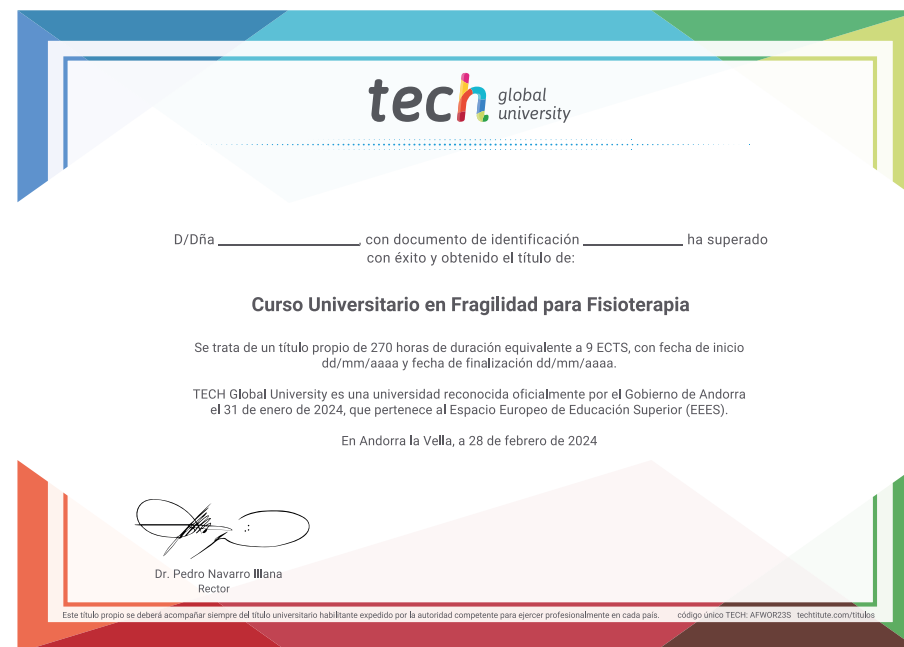 tech global university
D/Dña ____________________, con documento de identificación ______________ ha superado
con éxito y obtenido el título de:
Curso Universitario en Fragilidad para Fisioterapia
Se trata de un título propio de 270 horas de duración equivalente a 9 ECTS, con fecha de inicio
dd/mm/aaaa y fecha de finalización dd/mm/aaaa.
TECH Global University es una universidad reconocida oficialmente por el Gobierno de Andorra
el 31 de enero de 2024, que pertenece al Espacio Europeo de Educación Superior (EEES).
En Andorra la Vella, a 28 de febrero de 2024
Dr. Pedro Navarro Illana
Rector
Este título propio se deberá acompañar siempre del título universitario habilitante expedido por la autoridad competente para ejercer profesionalmente en cada país. código único TECH: AFWOR23S techtitute.com/titulos